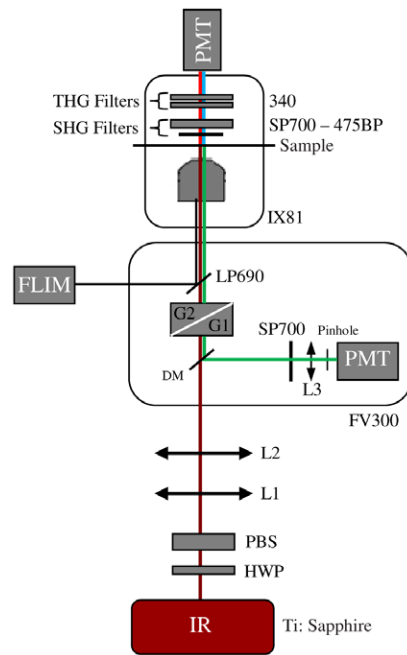 PMT
THG Filters
340
SHG Filters
SP700 – 475BP
Sample
IX81
FLIM
LP690
G2
G1
SP700
Pinhole
PMT
DM
L3
FV300
L2
L1
PBS
HWP
IR
Ti: Sapphire